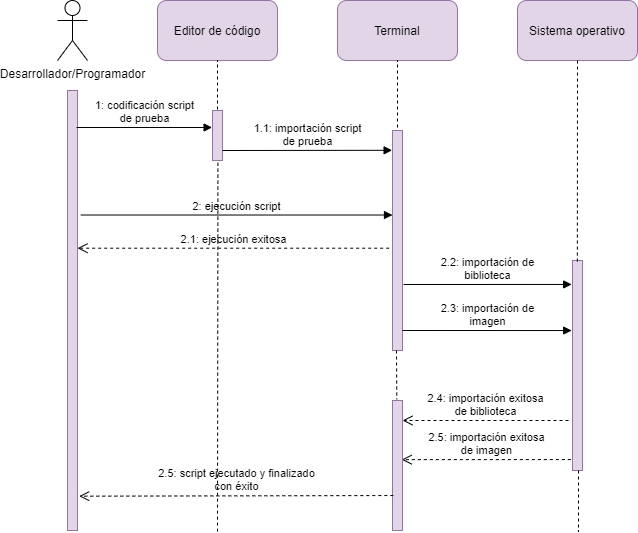 Editor de código
Terminal
Sistema operativo
Desarrollador/Programador
1: codificación script
de prueba
1.1: importación script
de prueba
2: ejecución script
2.1: ejecución exitosa
2.2: importación de
biblioteca
2.3: importación de
imagen
2.4: importación exitosa
de biblioteca
2.5: importación exitosa
de imagen
2.5: script ejecutado y finalizado
con éxito